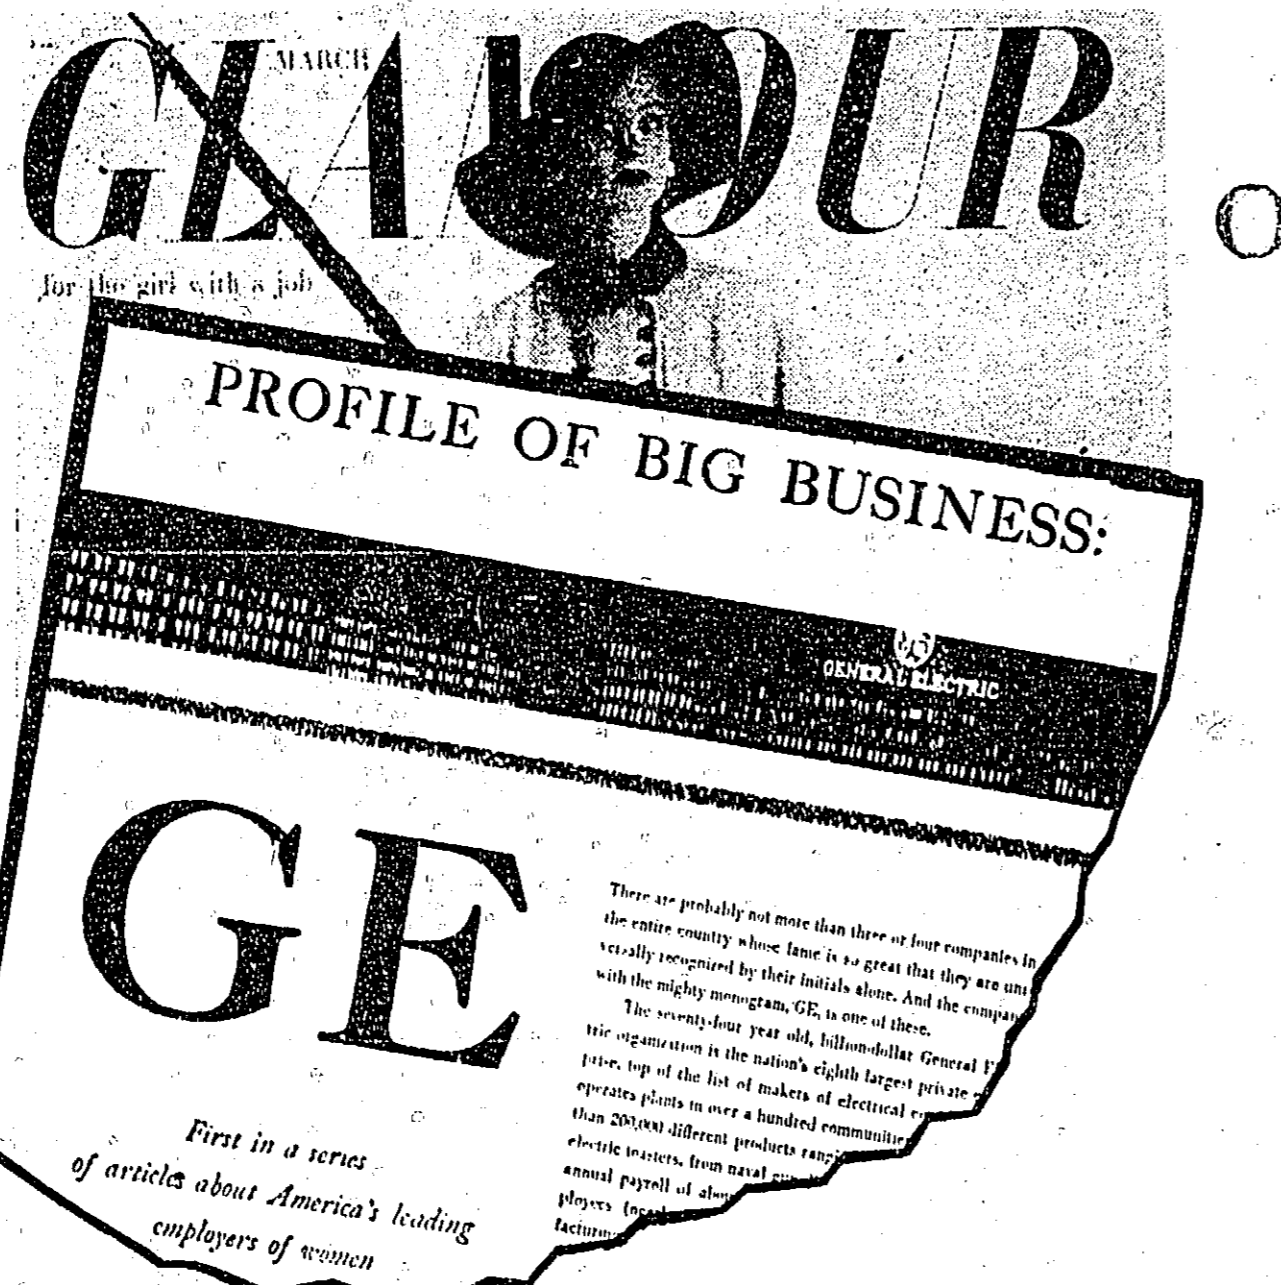 MARCH
GLAMOUR
for the girl with a job
PROFILE OF BIG BUSINESS:
GENERAL ELECTRIC
GE
First in a series
of articles about America's leading
employers of women
There are probably not more than three or four companies in
the entire country whose fame is so great that they are uni
versally recognized by their initials alone. And the company
with the mighty monogram, GE, is one of these.
The seventy-four year old, billion-dollar General E
tric organization is the nation's eighth largest private
prise, top of the list of makers of electrical
operates plants in over a hundred communities
than 200,000 different products
electric toasters, from naval
annual payroll of
ployers